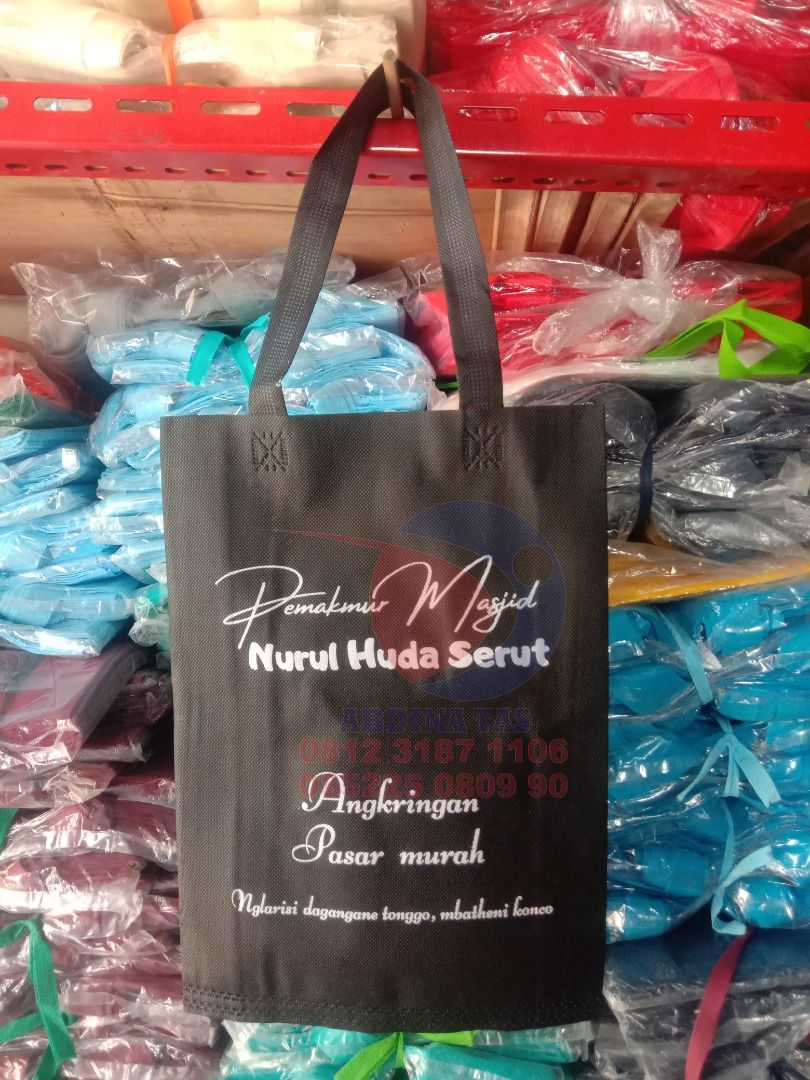 Pemakmur Masjid
Nurul Huda Serut
ABDINA TAS
0812 3187 1106
085225 0809 90
Angkringan
Pasar murah
Nglarisi dagangane tonggo, mbatheni konco